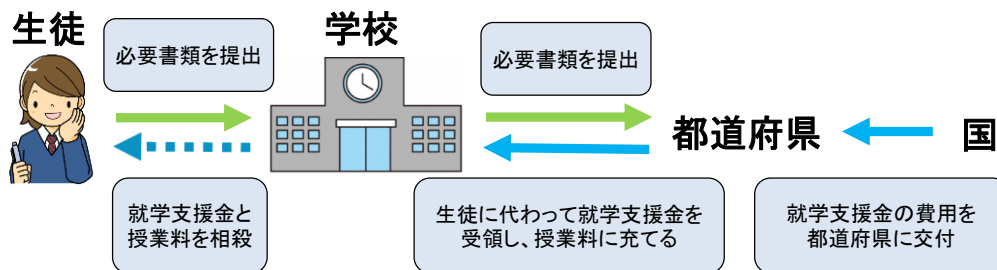 生徒
必要書類を提出
学校
必要書類を提出
都道府県
国
就学支援金と
授業料を相殺
生徒に代わって就学支援金を
受領し、授業料に充てる
就学支援金の費用を
都道府県に交付